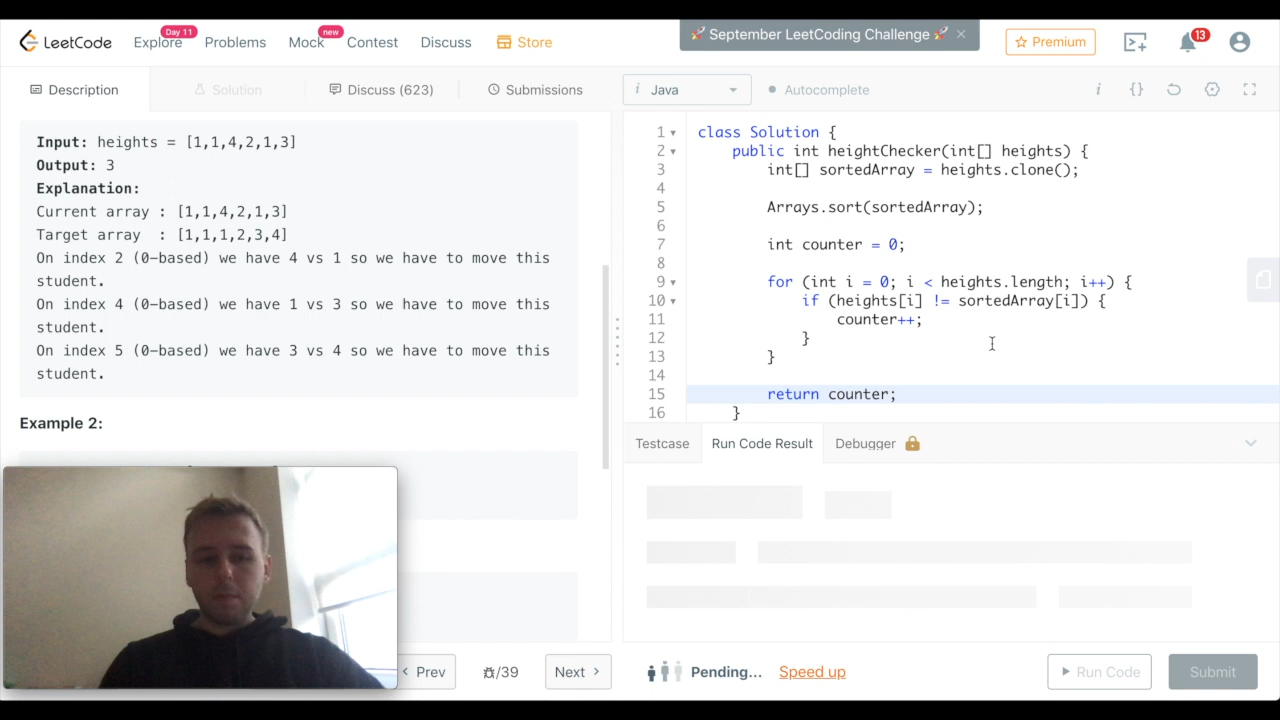 LeetCode
Explore
Day 11
Problems
Mock
new
Contest
Discuss
Store
🚀 September LeetCoding Challenge 🚀 ×
Premium
13
Description
Solution
Discuss (623)
Submissions
i Java
Autocomplete
i {}
Input: heights = [1,1,4,2,1,3]
Output: 3
Explanation:
Current array : [1,1,4,2,1,3]
Target array  : [1,1,1,2,3,4]
On index 2 (0-based) we have 4 vs 1 so we have to move this
student.
On index 4 (0-based) we have 1 vs 3 so we have to move this
student.
On index 5 (0-based) we have 3 vs 4 so we have to move this
student.
Example 2:
‹ Prev
/39
Next ›
1 class Solution {
2 public int heightChecker(int[] heights) {
3 int[] sortedArray = heights.clone();
4
5 Arrays.sort(sortedArray);
6
7 int counter = 0;
8
9 for (int i = 0; i < heights.length; i++) {
10 if (heights[i] != sortedArray[i]) {
11 counter++;
12 }
13 }
14
15 return counter;
16 }
Testcase
Run Code Result
Debugger
Pending...
Speed up
Run Code
Submit